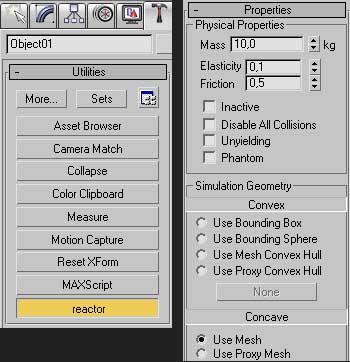 Object01
- Utilities
More... Sets
Asset Browser
Camera Match
Collapse
Color Clipboard
Measure
Motion Capture
Reset XForm
MAXScript
reactor
- Properties
Physical Properties
Mass 10,0 kg
Elasticity 0,1
Friction 0,5
Inactive
Disable All Collisions
Unyielding
Phantom
Simulation Geometry
Convex
Use Bounding Box
Use Bounding Sphere
Use Mesh Convex Hull
Use Proxy Convex Hull
None
Concave
Use Mesh
Use Proxy Mesh